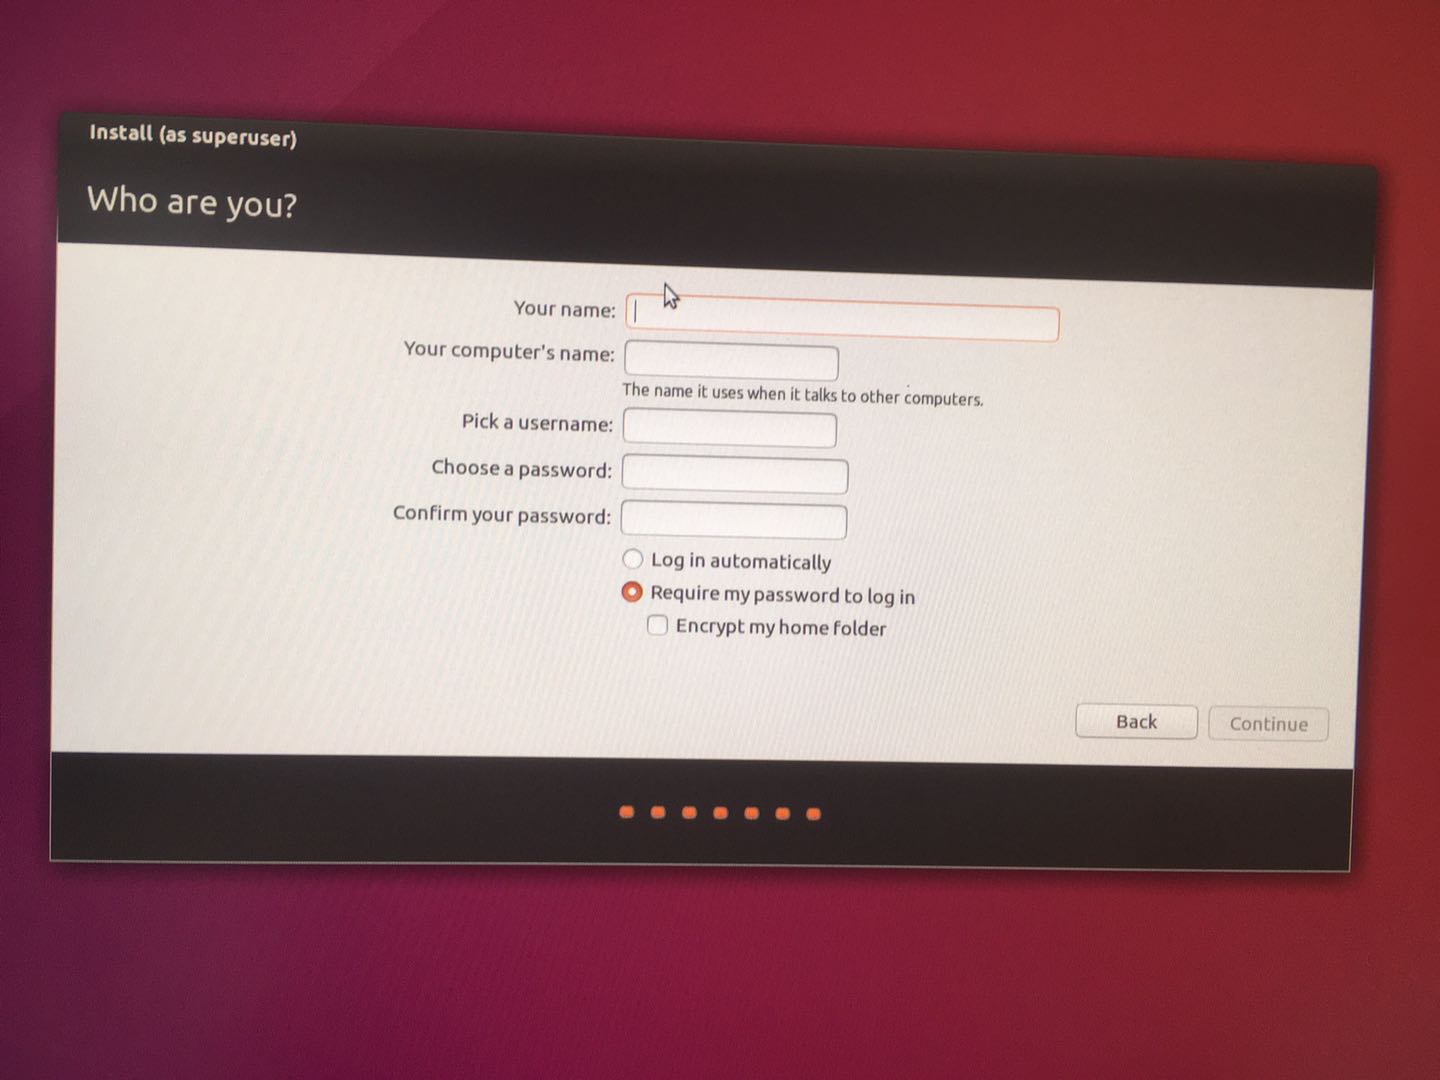 Install (as superuser)
Who are you?
Your name:
Your computer's name:
The name it uses when it talks to other computers.
Pick a username:
Choose a password:
Confirm your password:
Log in automatically
Require my password to log in
Encrypt my home folder
Back Continue